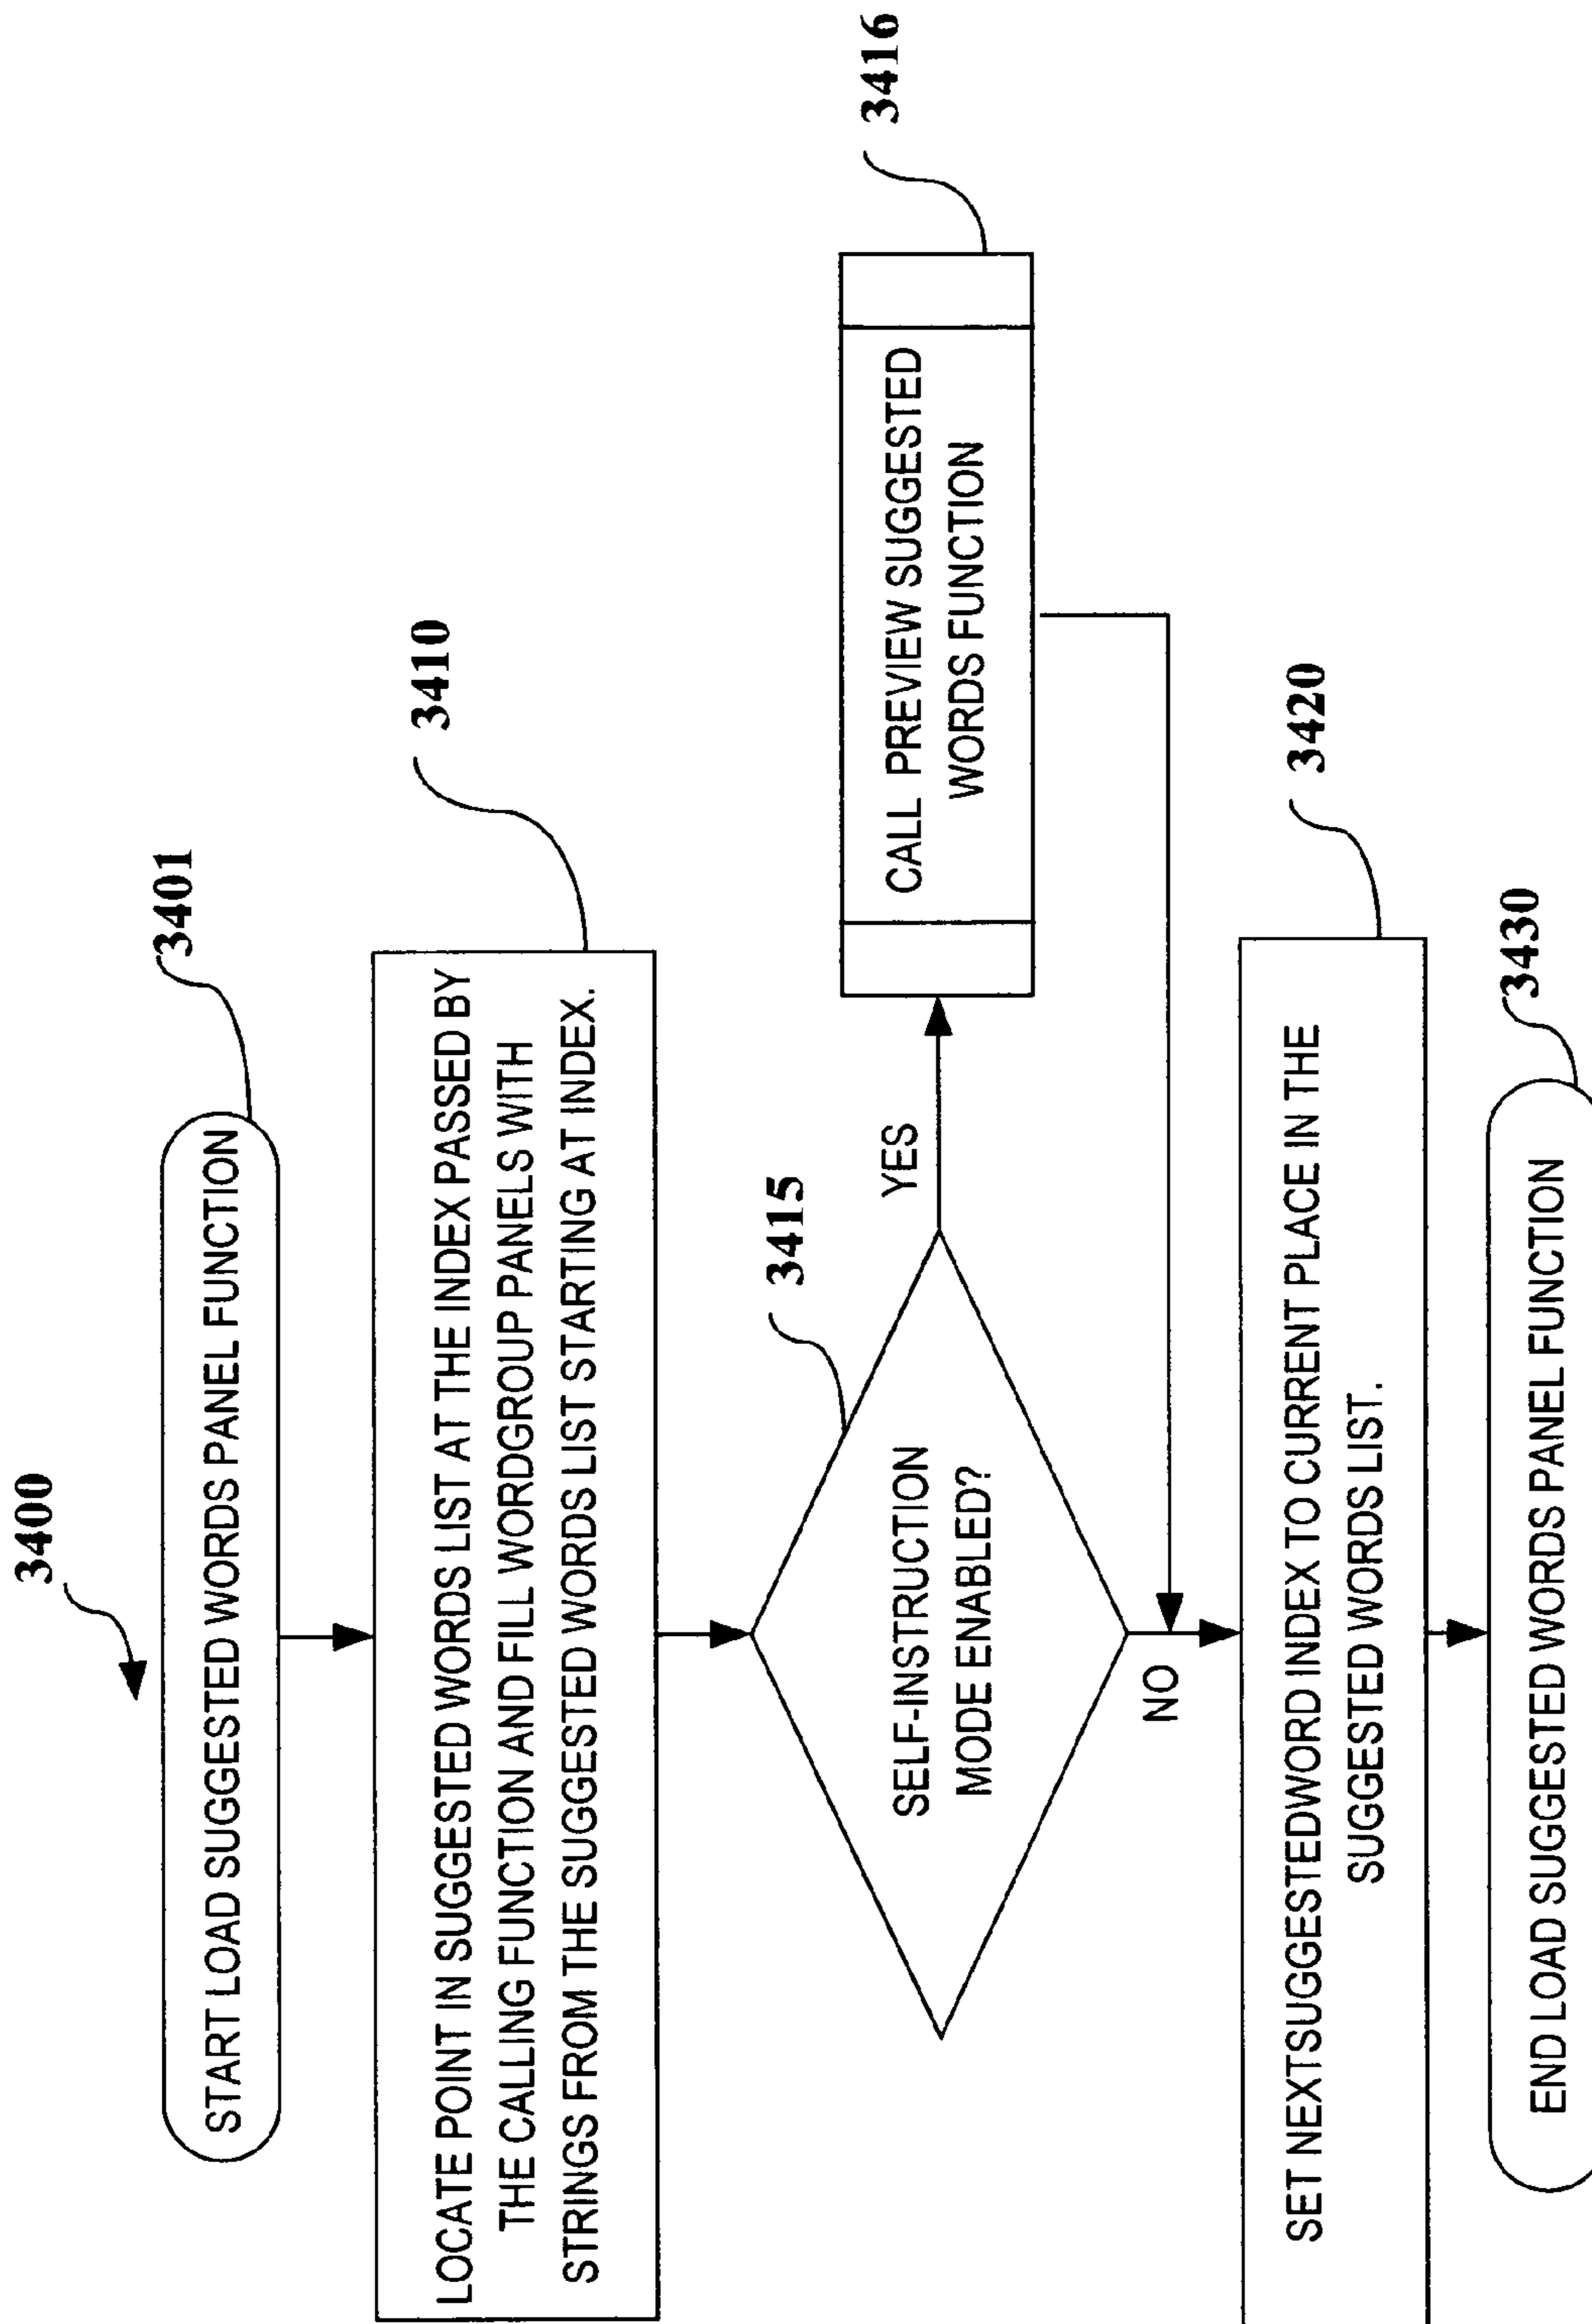 3400
START LOAD SUGGESTED WORDS PANEL FUNCTION
3401
LOCATE POINT IN SUGGESTED WORDS LIST AT THE INDEX PASSED BY
THE CALLING FUNCTION AND FILL WORDGROUP PANELS WITH
STRINGS FROM THE SUGGESTED WORDS LIST STARTING AT INDEX.
3410
SELF-INSTRUCTION
MODE ENABLED?
3415
YES
CALL PREVIEW SUGGESTED
WORDS FUNCTION
3416
NO
SET NEXTSUGGESTEDWORD INDEX TO CURRENT PLACE IN THE
SUGGESTED WORDS LIST.
3420
END LOAD SUGGESTED WORDS PANEL FUNCTION
3430